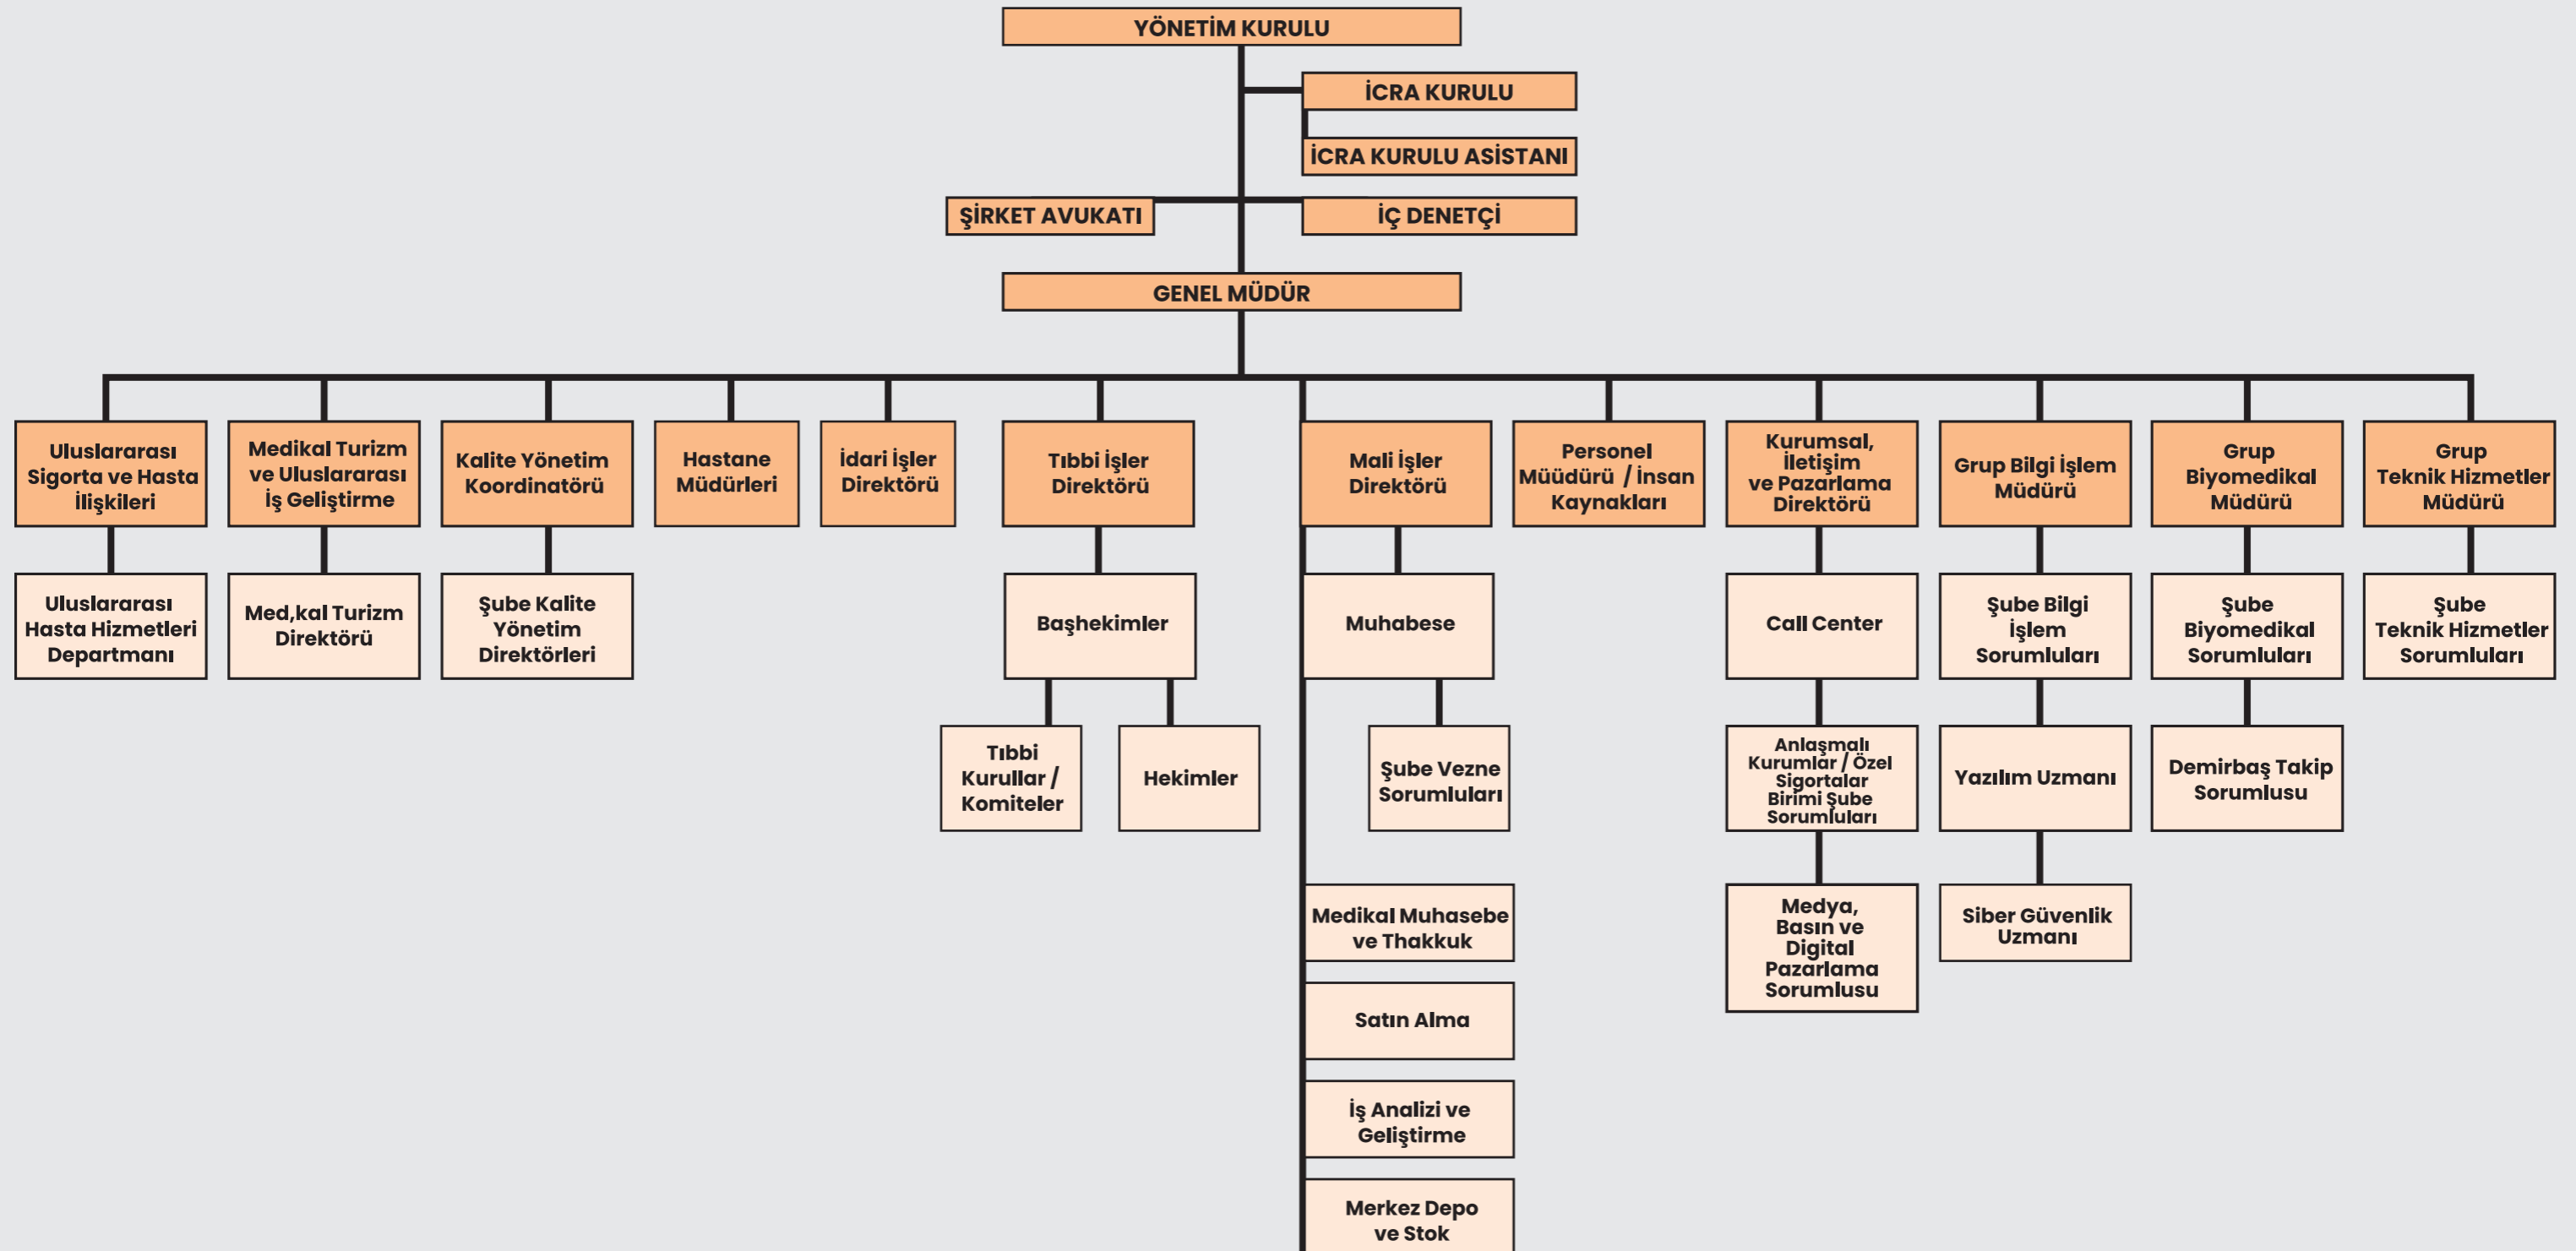 YÖNETİM KURULU
İCRA KURULU
İCRA KURULU ASİSTANI
ŞİRKET AVUKATI
İÇ DENETÇİ
GENEL MÜDÜR
Uluslararası
Sigorta ve Hasta
İlişkileri
Medikal Turizm
ve Uluslararası
İş Geliştirme
Kalite Yönetim
Koordinatörü
Hastane
Müdürleri
İdari İşler
Direktörü
Tıbbi İşler
Direktörü
Mali İşler
Direktörü
Personel
Müüdürü / İnsan
Kaynakları
Kurumsal,
İletişim
ve Pazarlama
Direktörü
Grup Bilgi İşlem
Müdürü
Grup
Biyomedikal
Müdürü
Grup
Teknik Hizmetler
Müdürü
Uluslararası
Hasta Hizmetleri
Departmanı
Med,kal Turizm
Direktörü
Şube Kalite
Yönetim
Direktörleri
Başhekimler
Muhabese
Call Center
Şube Bilgi
İşlem
Sorumluları
Şube
Biyomedikal
Sorumluları
Şube
Teknik Hizmetler
Sorumluları
Tıbbi
Kurullar /
Komiteler
Hekimler
Şube Vezne
Sorumluları
Anlaşmalı
Kurumlar / Özel
Sigortalar
Birimi Şube
Sorumluları
Yazılım Uzmanı
Demirbaş Takip
Sorumlusu
Medikal Muhasebe
ve Thakkuk
Medya,
Basın ve
Digital
Pazarlama
Sorumlusu
Siber Güvenlik
Uzmanı
Satın Alma
İş Analizi ve
Geliştirme
Merkez Depo
ve Stok